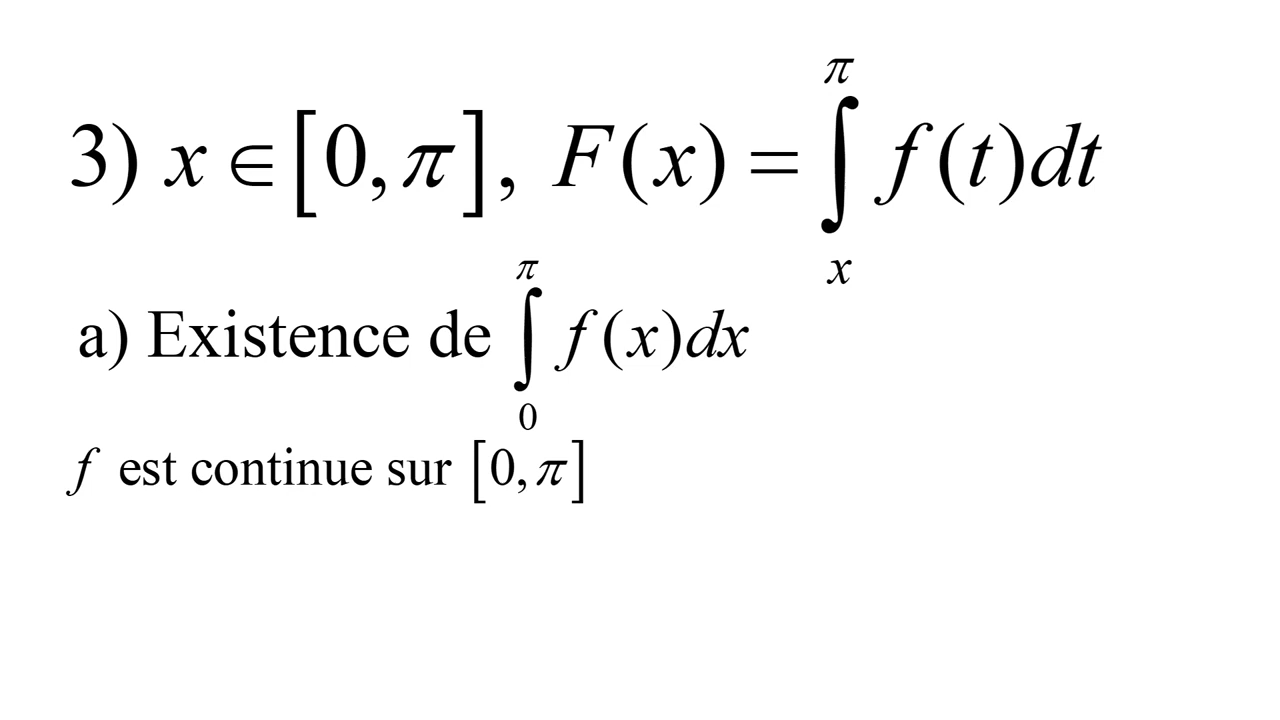 3) x ∈ [0, π], F(x) = ∫_x^π f(t)dt
a) Existence de ∫_0^π f(x)dx
f est continue sur [0, π]